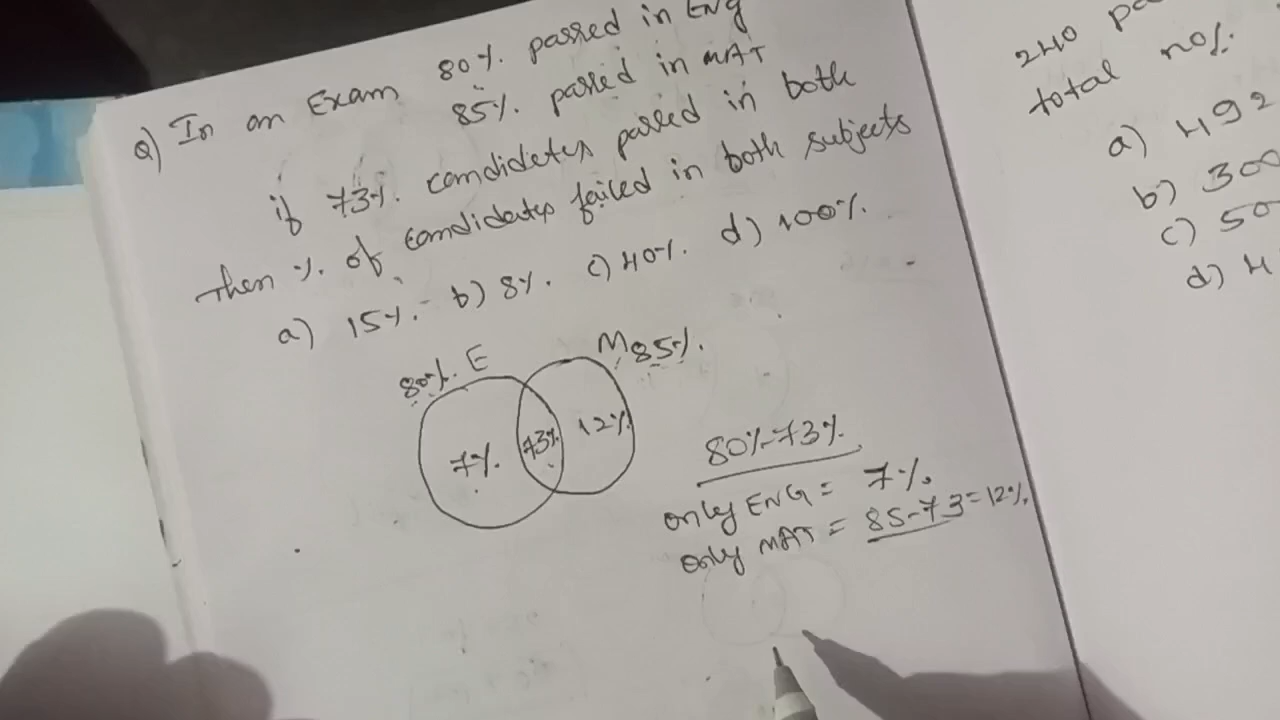 Q) In an Exam 80%. passed in ENG
85%. passed in MAT
if 73%. candidates passed in both
then %. of candidates failed in both subjects
a) 15%. b) 8%. c) 40%. d) 100%.
80%. E
M 85%.
7%.
73%
12%
80%-73%
only ENG = 7%.
only MAT = 85-73=12%.
240
total no%.
a) 492
b) 300
c) 50
d) 4